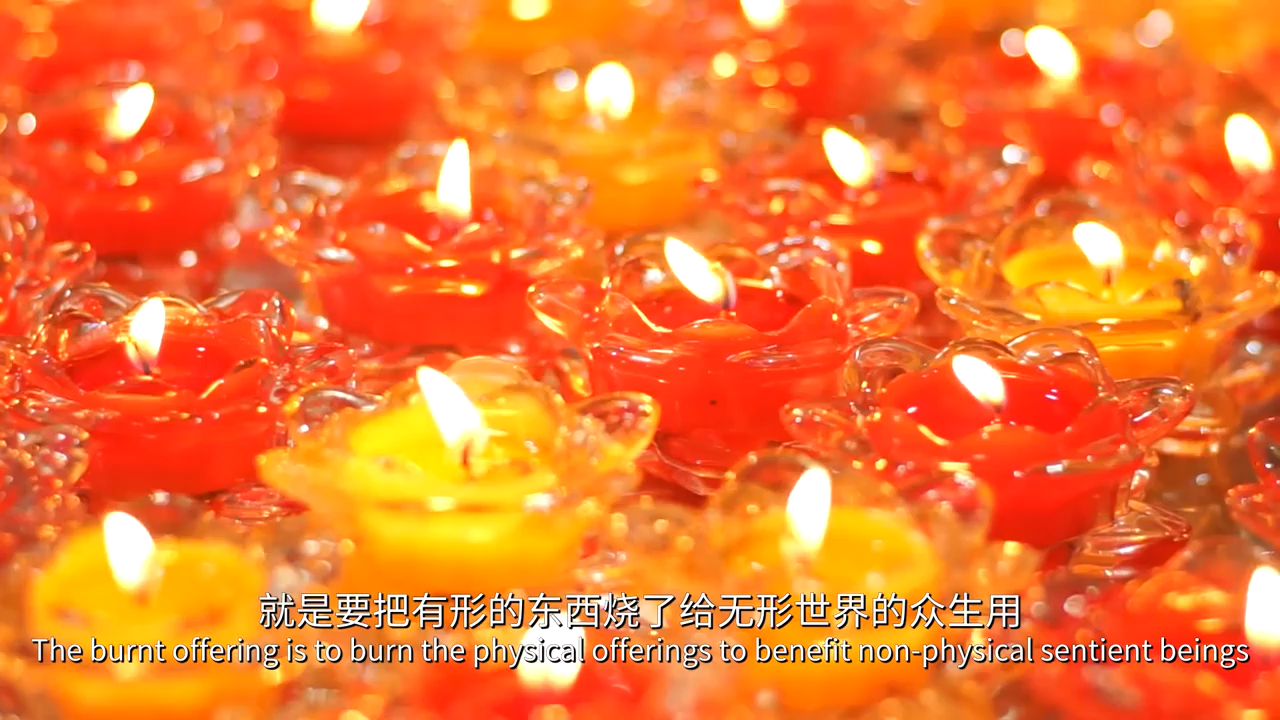 就是要把有形的东西烧了给无形世界的众生用
The burnt offering is to burn the physical offerings to benefit non-physical sentient beings